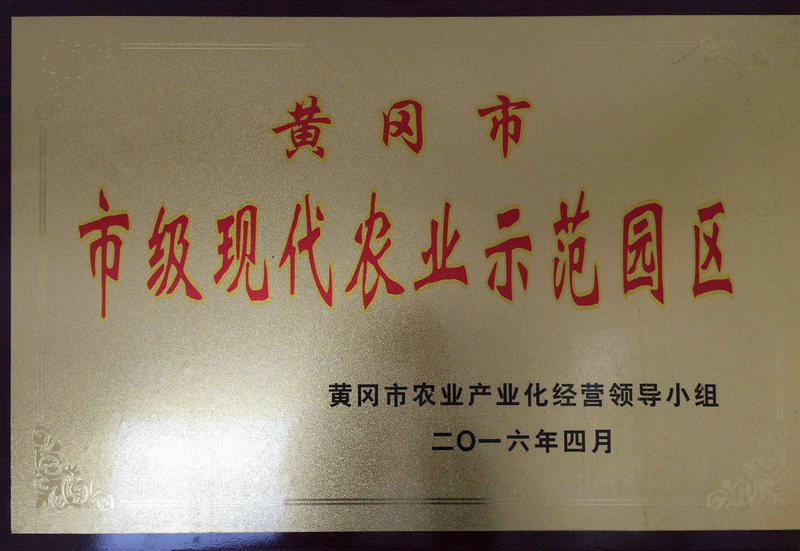 黄冈市
市级现代农业示范园区
黄冈市农业产业化经营领导小组
二〇一六年四月